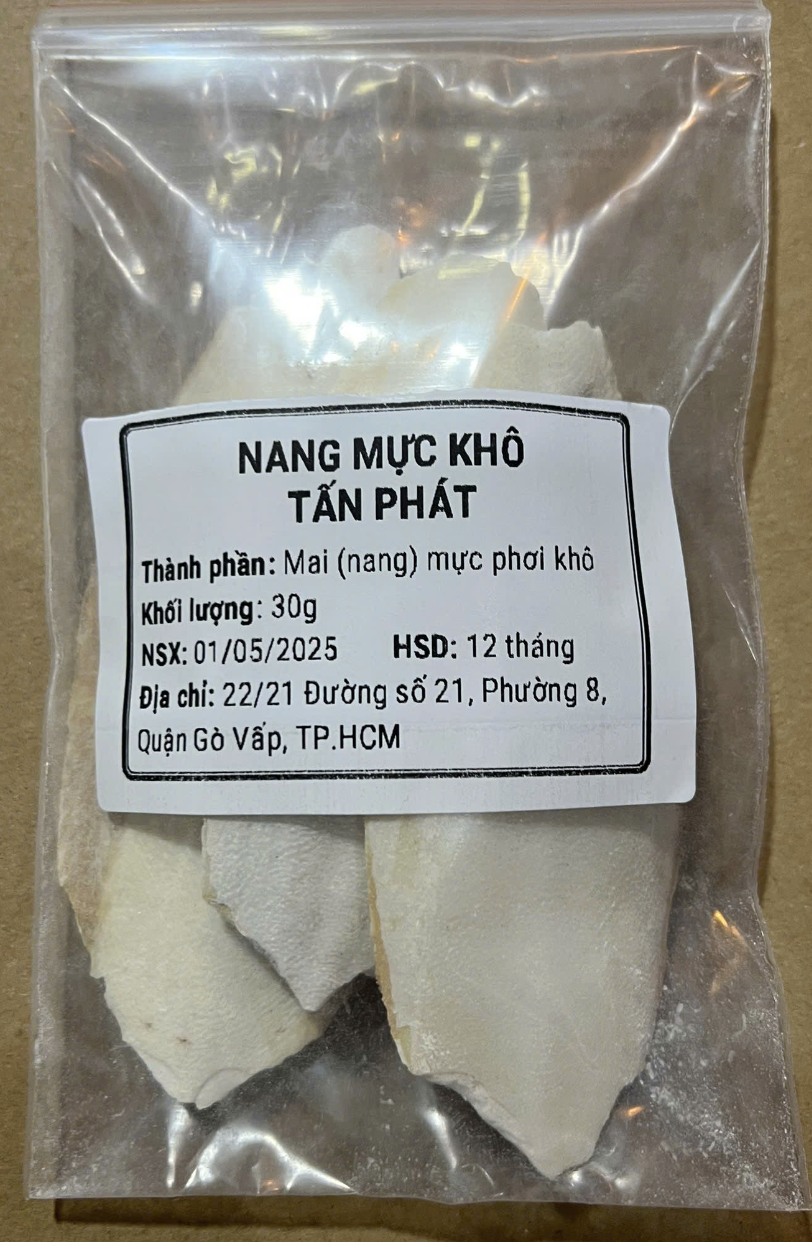 NANG MỰC KHÔ
TẤN PHÁT
Thành phần: Mai (nang) mực phơi khô
Khối lượng: 30g
NSX: 01/05/2025 HSD: 12 tháng
Địa chỉ: 22/21 Đường số 21, Phường 8,
Quận Gò Vấp, TP.HCM